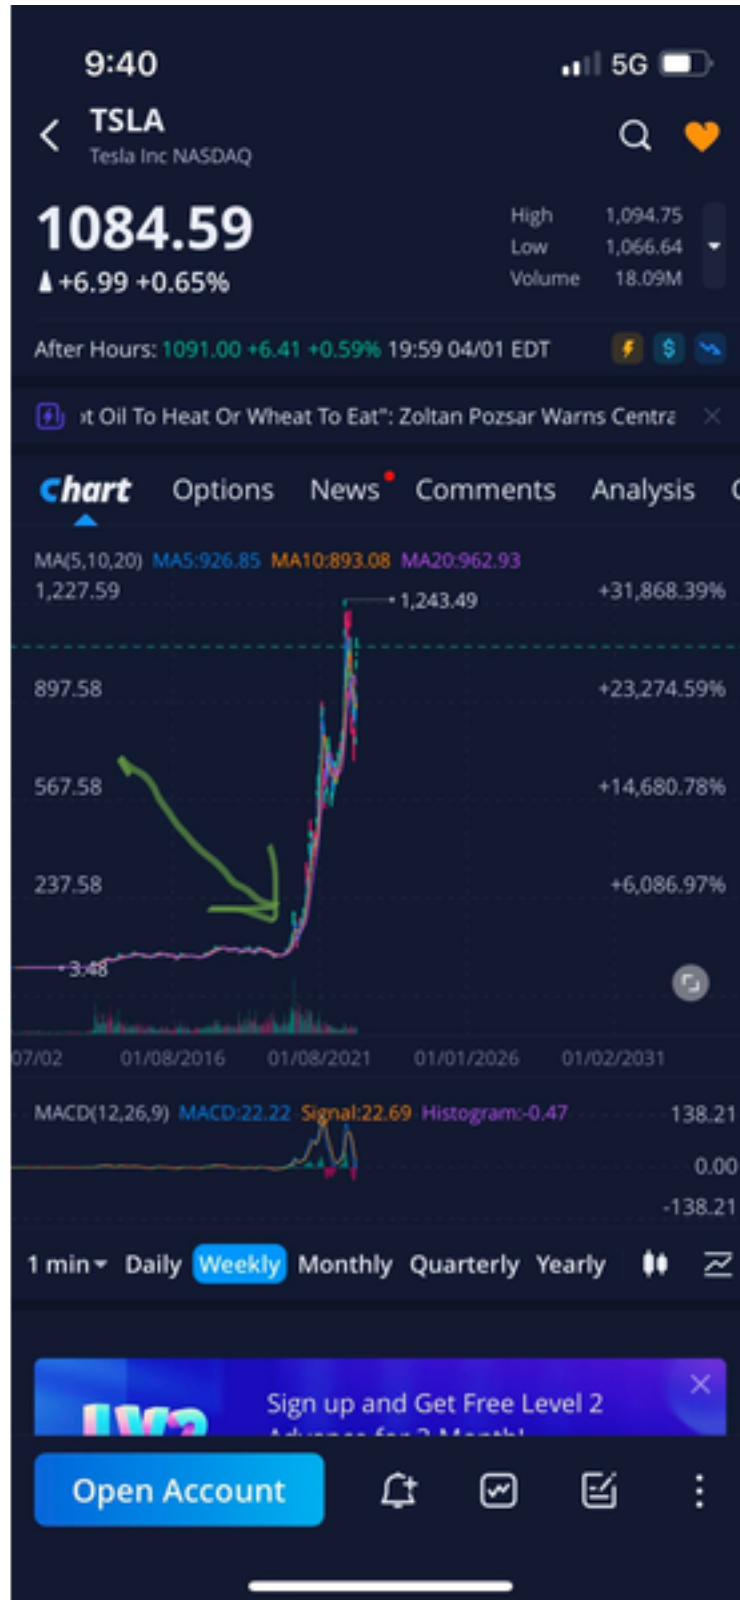 9:40 5G
TSLA
Tesla Inc NASDAQ
1084.59
+6.99 +0.65%
High 1,094.75
Low 1,066.64
Volume 18.09M
After Hours: 1091.00 +6.41 +0.59% 19:59 04/01 EDT
ot Oil To Heat Or Wheat To Eat": Zoltan Pozsar Warns Centra
Chart Options News Comments Analysis
MA(5,10,20) MA5:926.85 MA10:893.08 MA20:962.93
1,227.59 1,243.49 +31,868.39%
897.58 +23,274.59%
567.58 +14,680.78%
237.58 +6,086.97%
3.48
07/02 01/08/2016 01/08/2021 01/01/2026 01/02/2031
MACD(12,26,9) MACD:22.22 Signal:22.69 Histogram:-0.47 138.21
0.00
-138.21
1 min Daily Weekly Monthly Quarterly Yearly
LV2
Sign up and Get Free Level 2
Advance for 3 Month!
Open Account